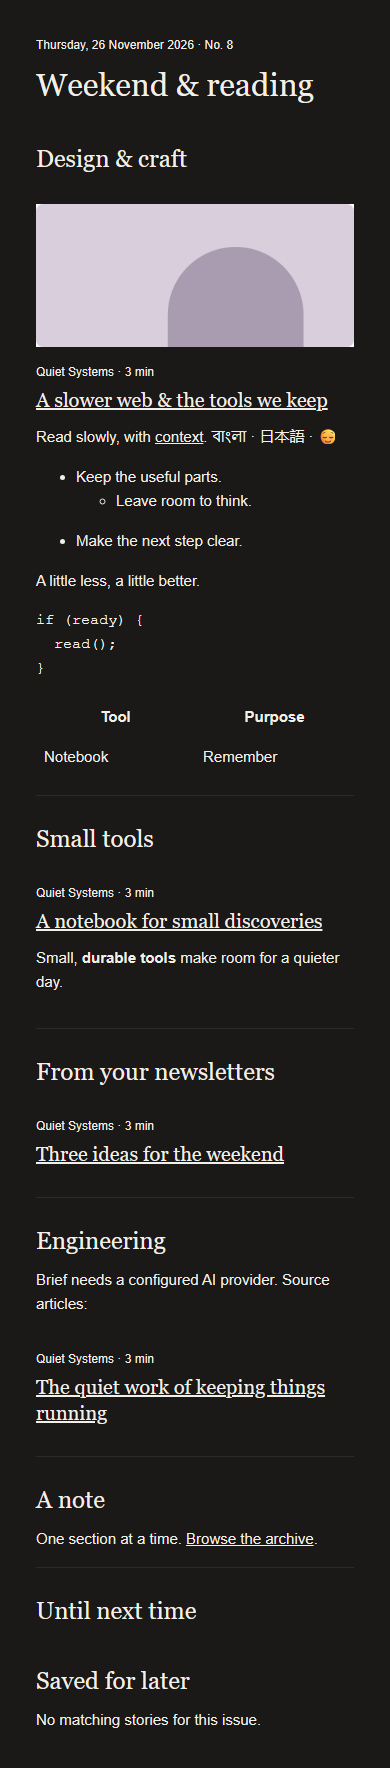 Thursday, 26 November 2026 · No. 8
Weekend & reading
Design & craft
Quiet Systems · 3 min
A slower web & the tools we keep
Read slowly, with context. বাংলা · 日本語 · 😌
• Keep the useful parts.
◦ Leave room to think.
• Make the next step clear.
A little less, a little better.
if (ready) {
  read();
}
Tool Purpose
Notebook Remember
Small tools
Quiet Systems · 3 min
A notebook for small discoveries
Small, durable tools make room for a quieter
day.
From your newsletters
Quiet Systems · 3 min
Three ideas for the weekend
Engineering
Brief needs a configured AI provider. Source
articles:
Quiet Systems · 3 min
The quiet work of keeping things
running
A note
One section at a time. Browse the archive.
Until next time
Saved for later
No matching stories for this issue.